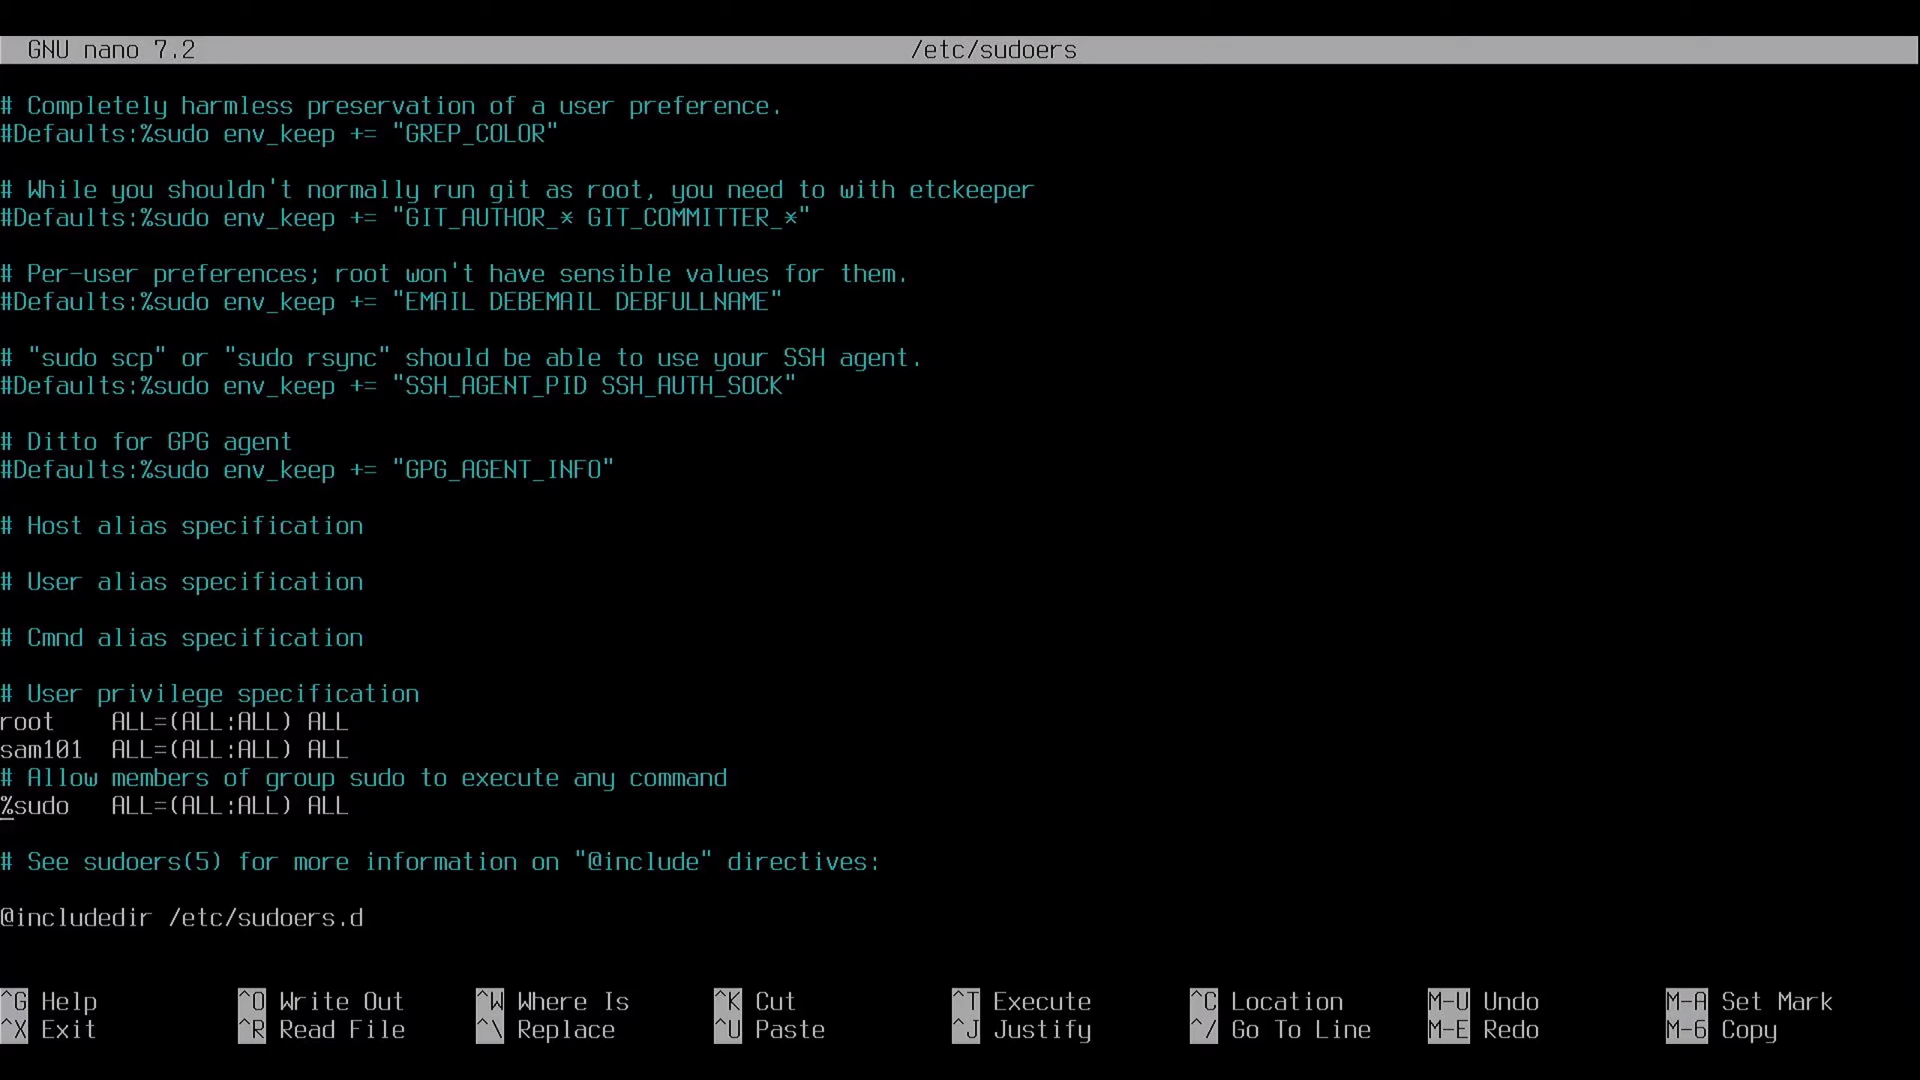 GNU nano 7.2 /etc/sudoers
# Completely harmless preservation of a user preference.
#Defaults:%sudo env_keep += "GREP_COLOR"
# While you shouldn't normally run git as root, you need to with etckeeper
#Defaults:%sudo env_keep += "GIT_AUTHOR_* GIT_COMMITTER_*"
# Per-user preferences; root won't have sensible values for them.
#Defaults:%sudo env_keep += "EMAIL DEBEMAIL DEBFULLNAME"
# "sudo scp" or "sudo rsync" should be able to use your SSH agent.
#Defaults:%sudo env_keep += "SSH_AGENT_PID SSH_AUTH_SOCK"
# Ditto for GPG agent
#Defaults:%sudo env_keep += "GPG_AGENT_INFO"
# Host alias specification
# User alias specification
# Cmnd alias specification
# User privilege specification
root ALL=(ALL:ALL) ALL
sam101 ALL=(ALL:ALL) ALL
# Allow members of group sudo to execute any command
%sudo ALL=(ALL:ALL) ALL
# See sudoers(5) for more information on "@include" directives:
@includedir /etc/sudoers.d
^G Help ^O Write Out ^W Where Is ^K Cut ^T Execute ^C Location M-U Undo M-A Set Mark
^X Exit ^R Read File ^\ Replace ^U Paste ^J Justify ^/ Go To Line M-E Redo M-6 Copy